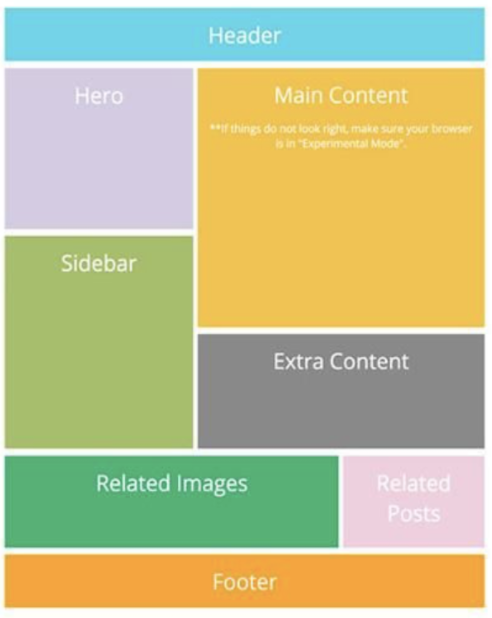 Header
Hero
Main Content
**If things do not look right, make sure your browser
is in "Experimental Mode".
Sidebar
Extra Content
Related Images
Related
Posts
Footer